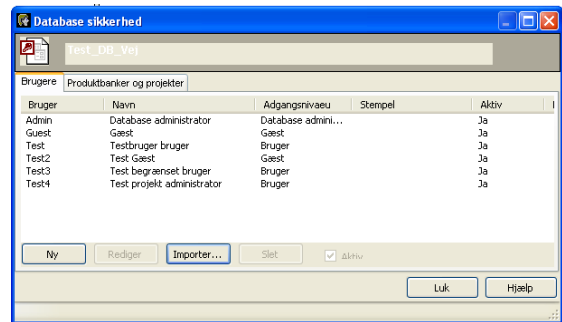 Database sikkerhed
Test_DB_Vej
Brugere Produktbanker og projekter
Bruger Navn Adgangsnivaeu Stempel Aktiv
Admin Database administrator Database admini... Ja
Guest Gæst Gæst Ja
Test Testbruger bruger Bruger Ja
Test2 Test Gæst Gæst Ja
Test3 Test begrænset bruger Bruger Ja
Test4 Test projekt administrator Bruger Ja
Ny Rediger Importer... Slet Aktiv
Luk Hjælp